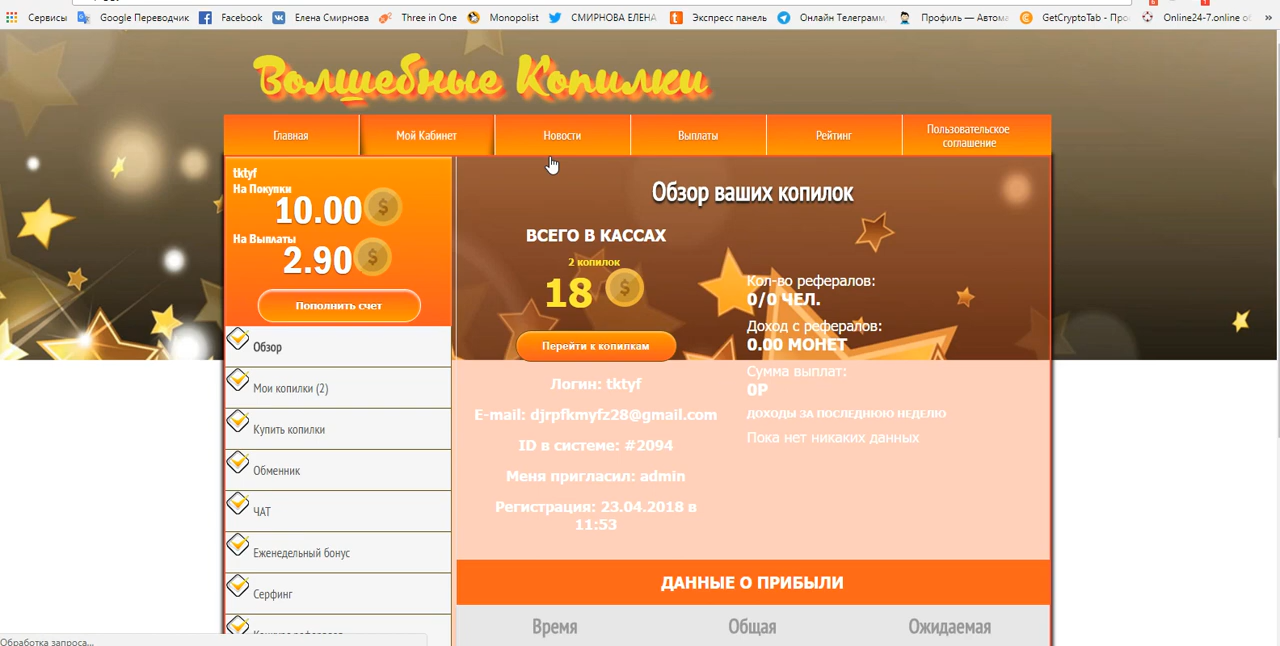 Сервисы Google Переводчик Facebook Елена Смирнова Three in One Monopolist СМИРНОВА ЕЛЕНА Экспресс панель Онлайн Телеграмм, Профиль — Автома GetCryptoTab - Про Online24-7.online о »
Волшебные Копилки
Главная Мой Кабинет Новости Выплаты Рейтинг Пользовательское
соглашение
tktyf
На Покупки
10.00
На Выплаты
2.90
Пополнить счет
Обзор
Мои копилки (2)
Купить копилки
Обменник
ЧАТ
Еженедельный бонус
Серфинг
Обзор ваших копилок
ВСЕГО В КАССАХ
2 копилок
18
Перейти к копилкам
Логин: tktyf
E-mail: djrpfkmyfz28@gmail.com
ID в системе: #2094
Меня пригласил: admin
Регистрация: 23.04.2018 в
11:53
Кол-во рефералов:
0/0 ЧЕЛ.
Доход с рефералов:
0.00 МОНЕТ
Сумма выплат:
0Р
ДОХОДЫ ЗА ПОСЛЕДНЮЮ НЕДЕЛЮ
Пока нет никаких данных
ДАННЫЕ О ПРИБЫЛИ
Время Общая Ожидаемая
Обработка запроса...